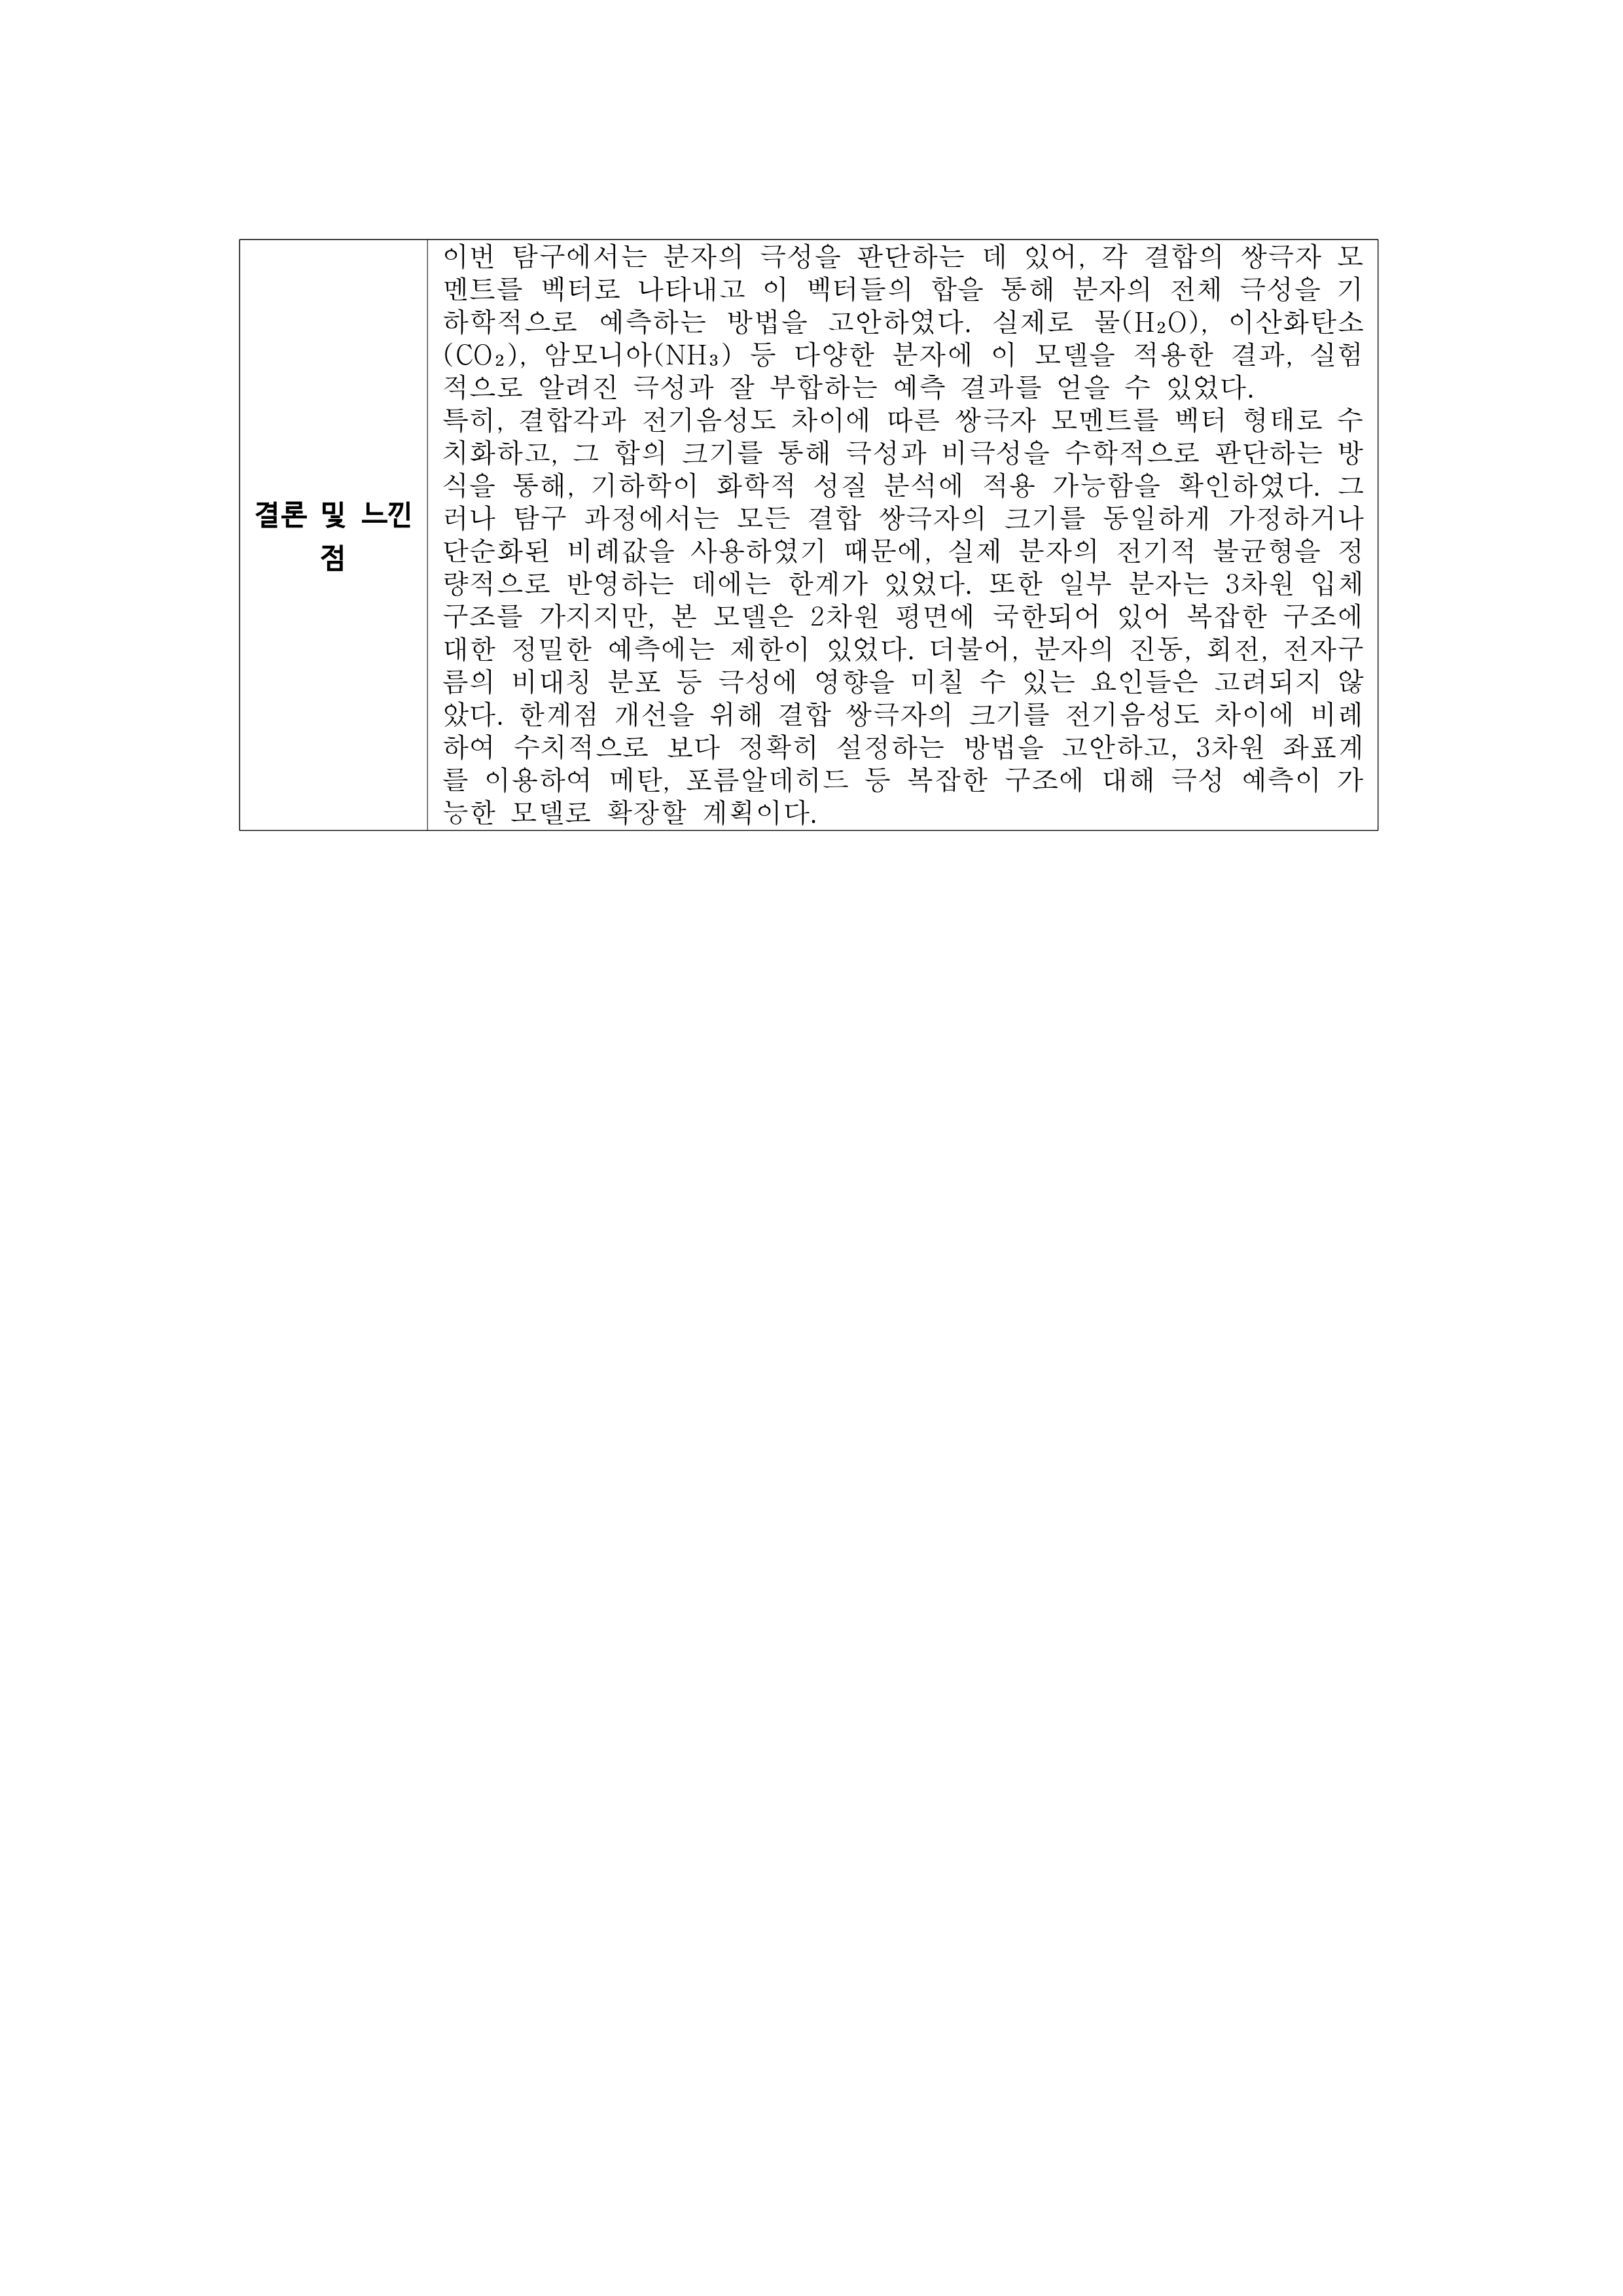 결론 및 느낀
점
이번 탐구에서는 분자의 극성을 판단하는 데 있어, 각 결합의 쌍극자 모
멘트를 벡터로 나타내고 이 벡터들의 합을 통해 분자의 전체 극성을 기
하학적으로 예측하는 방법을 고안하였다. 실제로 물(H₂O), 이산화탄소
(CO₂), 암모니아(NH₃) 등 다양한 분자에 이 모델을 적용한 결과, 실험
적으로 알려진 극성과 잘 부합하는 예측 결과를 얻을 수 있었다.
특히, 결합각과 전기음성도 차이에 따른 쌍극자 모멘트를 벡터 형태로 수
치화하고, 그 합의 크기를 통해 극성과 비극성을 수학적으로 판단하는 방
식을 통해, 기하학이 화학적 성질 분석에 적용 가능함을 확인하였다. 그
러나 탐구 과정에서는 모든 결합 쌍극자의 크기를 동일하게 가정하거나
단순화된 비례값을 사용하였기 때문에, 실제 분자의 전기적 불균형을 정
량적으로 반영하는 데에는 한계가 있었다. 또한 일부 분자는 3차원 입체
구조를 가지지만, 본 모델은 2차원 평면에 국한되어 있어 복잡한 구조에
대한 정밀한 예측에는 제한이 있었다. 더불어, 분자의 진동, 회전, 전자구
름의 비대칭 분포 등 극성에 영향을 미칠 수 있는 요인들은 고려되지 않
았다. 한계점 개선을 위해 결합 쌍극자의 크기를 전기음성도 차이에 비례
하여 수치적으로 보다 정확히 설정하는 방법을 고안하고, 3차원 좌표계
를 이용하여 메탄, 포름알데히드 등 복잡한 구조에 대해 극성 예측이 가
능한 모델로 확장할 계획이다.